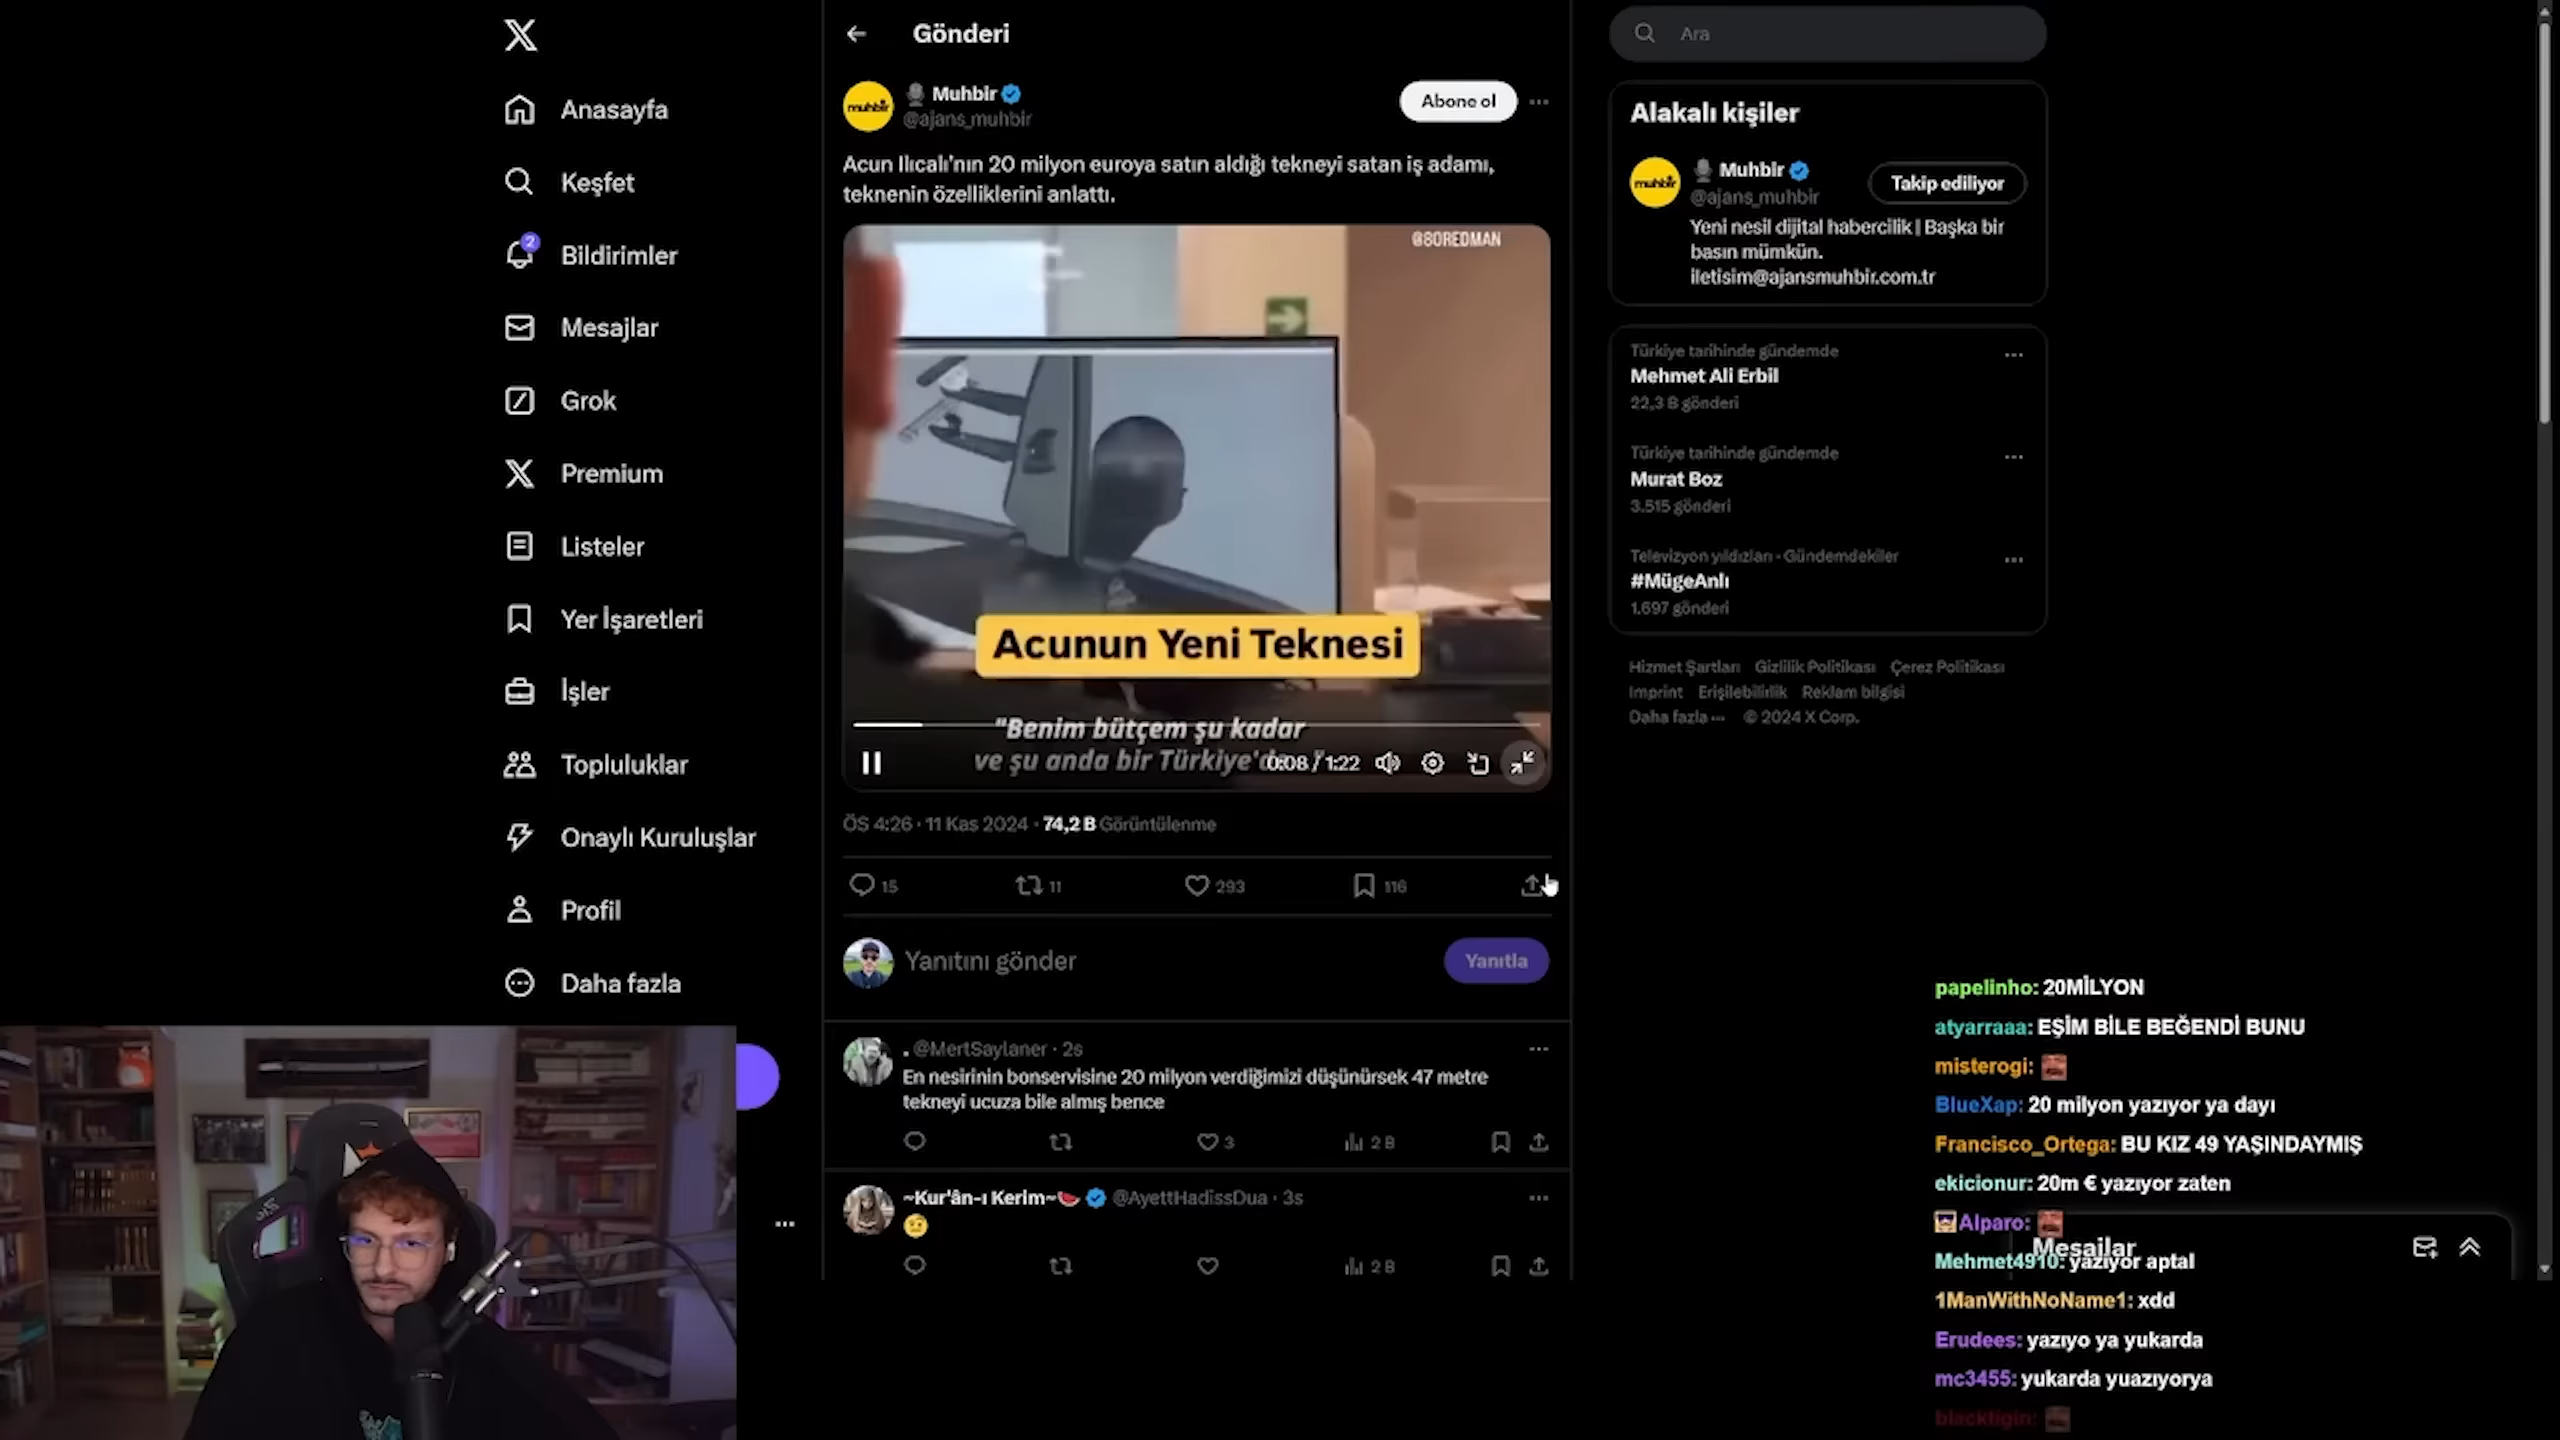 Anasayfa
Keşfet
2
Bildirimler
Mesajlar
Grok
Premium
Listeler
Yer İşaretleri
İşler
Topluluklar
Onaylı Kuruluşlar
Profil
Daha fazla
Gönderi
muhbir
Muhbir
@ajans_muhbir
Abone ol
Acun Ilıcalı'nın 20 milyon euroya satın aldığı tekneyi satan iş adamı,
teknenin özelliklerini anlattı.
@BOREDMAN
Acunun Yeni Teknesi
"Benim bütçem şu kadar
ve şu anda bir Türkiye'
0:08 / 1:22
ÖS 4:26 · 11 Kas 2024 · 74,2 B Görüntülenme
15 11 293 116
Yanıtını gönder
Yanıtla
. @MertSaylaner · 2s
En nesirinin bonservisine 20 milyon verdiğimizi düşünürsek 47 metre
tekneyi ucuza bile almış bence
3 2 B
~Kur'ân-ı Kerim~ @AyettHadissDua · 3s
2 B
Ara
Alakalı kişiler
muhbir
Muhbir
@ajans_muhbir
Takip ediliyor
Yeni nesil dijital habercilik | Başka bir
basın mümkün.
iletisim@ajansmuhbir.com.tr
Türkiye tarihinde gündemde
Mehmet Ali Erbil
22,3 B gönderi
Türkiye tarihinde gündemde
Murat Boz
3.515 gönderi
Televizyon yıldızları · Gündemdekiler
#MügeAnlı
1.697 gönderi
Hizmet Şartları Gizlilik Politikası Çerez Politikası
Imprint Erişilebilirlik Reklam bilgisi
Daha fazla ··· © 2024 X Corp.
papelinho: 20MİLYON
atyarraaa: EŞİM BİLE BEĞENDİ BUNU
misterogi:
BlueXap: 20 milyon yazıyor ya dayı
Francisco_Ortega: BU KIZ 49 YAŞINDAYMIŞ
ekicionur: 20m € yazıyor zaten
Alparo:
Mesajlar
Mehmet4910: yazıyor aptal
1ManWithNoName1: xdd
Erudees: yazıyo ya yukarda
mc3455: yukarda yuazıyorya
blacktigin: